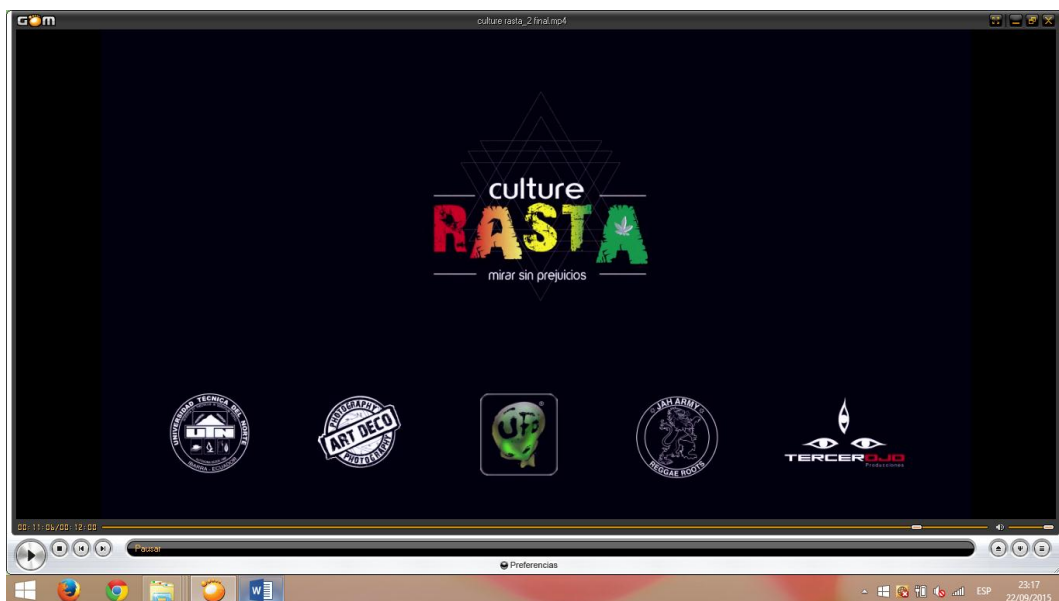 GOM
culture rasta_2 final.mp4
culture
RASTA
mirar sin prejuicios
UNIVERSIDAD TECNICA DEL NORTE
UTN
IBARRA - ECUADOR
PHOTOGRAPHY
ART DECO
PHOTOGRAPHY
UFO
JAH ARMY
REGGAE ROOTS
TERCEROJO
Producciones
00:11:06/00:12:00
Pausar
Preferencias
W
ESP
23:17
22/09/2015